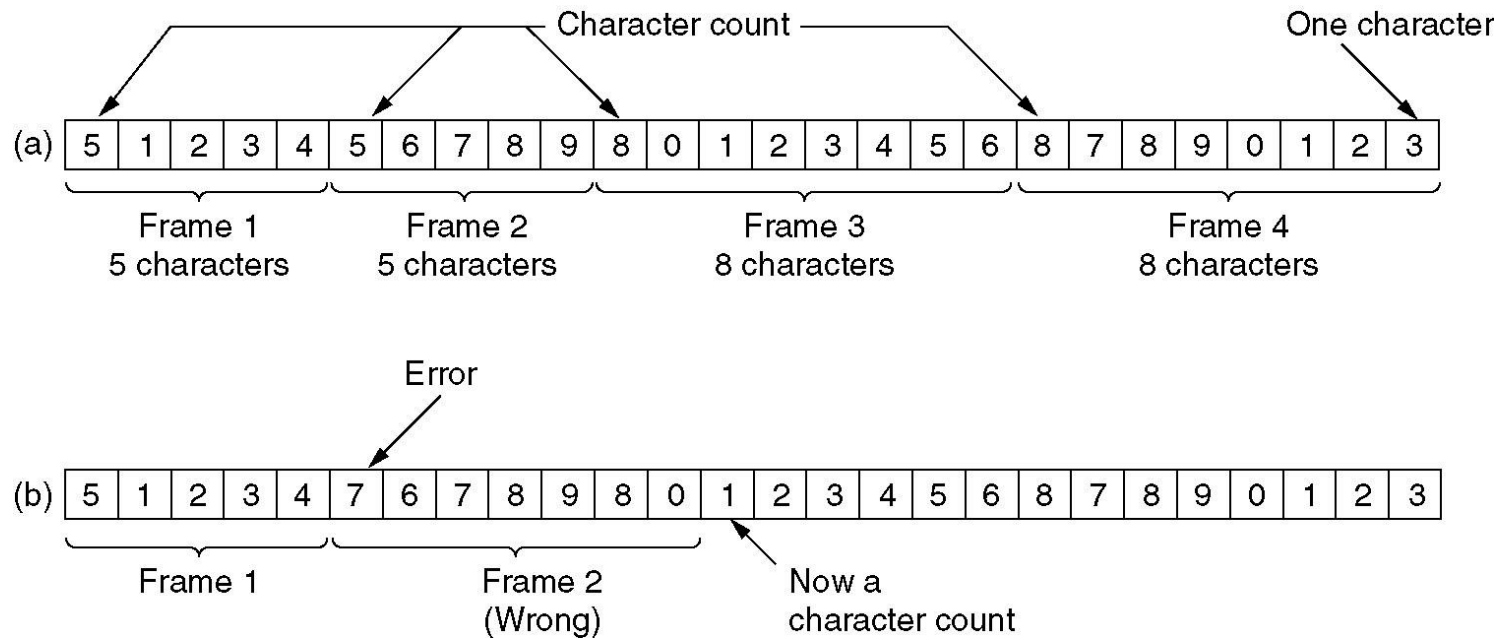 Character count One character
(a) 5 1 2 3 4 5 6 7 8 9 8 0 1 2 3 4 5 6 8 7 8 9 0 1 2 3
Frame 1 Frame 2 Frame 3 Frame 4
5 characters 5 characters 8 characters 8 characters
Error
(b) 5 1 2 3 4 7 6 7 8 9 8 0 1 2 3 4 5 6 8 7 8 9 0 1 2 3
Frame 1 Frame 2 Now a
(Wrong) character count